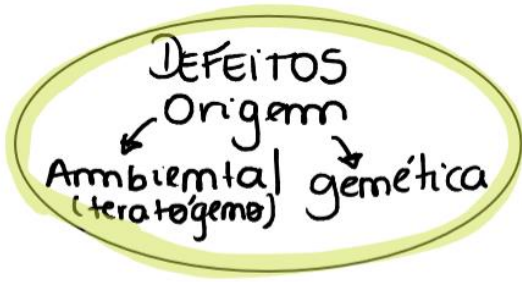 DEFEITOS
Origem
Ambiental genética
(teratógeno)